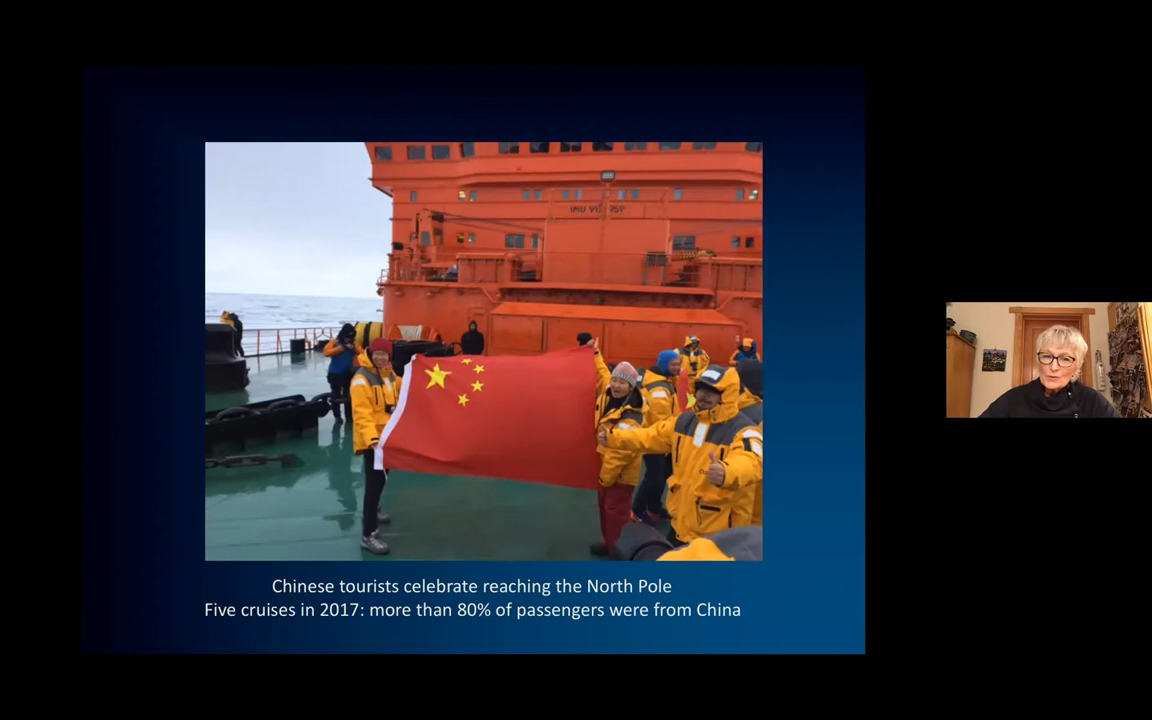 Chinese tourists celebrate reaching the North Pole
Five cruises in 2017: more than 80% of passengers were from China